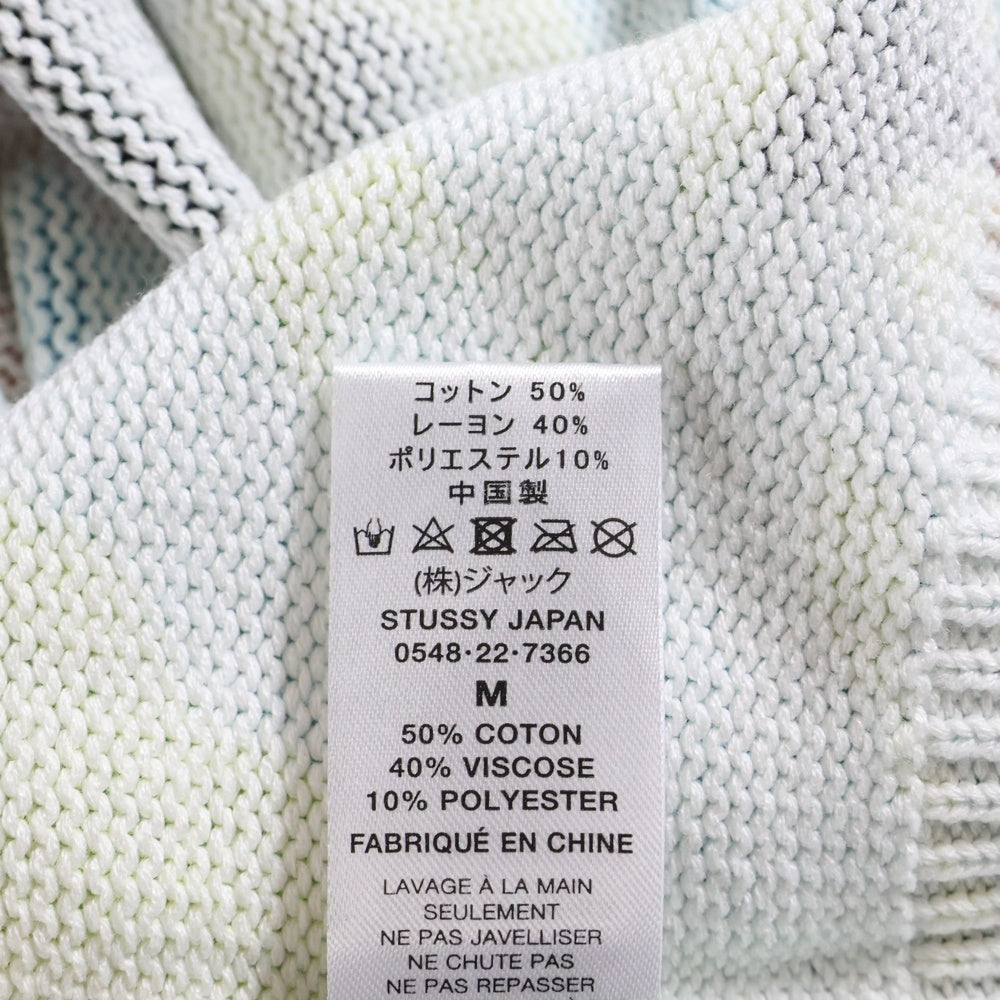 コットン 50%
レーヨン 40%
ポリエステル10%
中国製
(株)ジャック
STUSSY JAPAN
0548·22·7366
M
50% COTON
40% VISCOSE
10% POLYESTER
FABRIQUÉ EN CHINE
LAVAGE À LA MAIN
SEULEMENT
NE PAS JAVELLISER
NE CHUTE PAS
NE PAS REPASSER